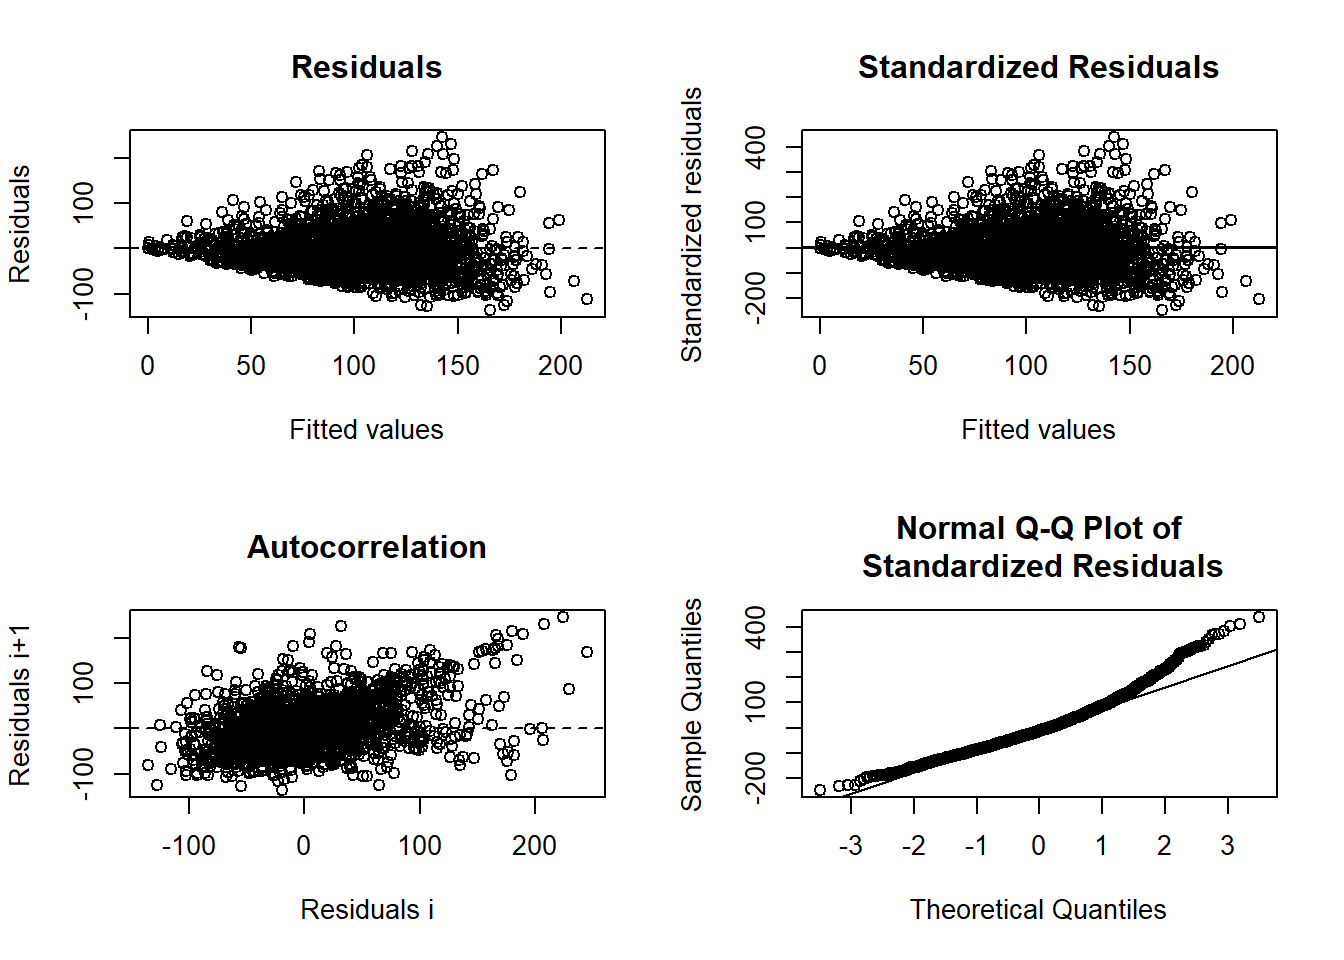 Residuals
Residuals
-100 100
0 50 100 150 200
Fitted values
Standardized Residuals
Standardized residuals
-200 100 400
0 50 100 150 200
Fitted values
Autocorrelation
Residuals i+1
-100 100
-100 0 100 200
Residuals i
Normal Q-Q Plot of
Standardized Residuals
Sample Quantiles
-200 100 400
-3 -2 -1 0 1 2 3
Theoretical Quantiles